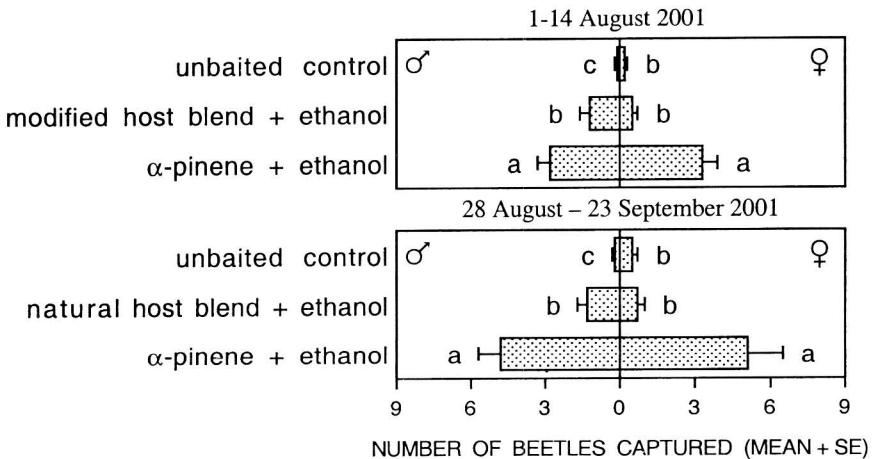 1-14 August 2001
♂ ♀
unbaited control c b
modified host blend + ethanol b b
α-pinene + ethanol a a
28 August – 23 September 2001
♂ ♀
unbaited control c b
natural host blend + ethanol b b
α-pinene + ethanol a a
9 6 3 0 3 6 9
NUMBER OF BEETLES CAPTURED (MEAN + SE)